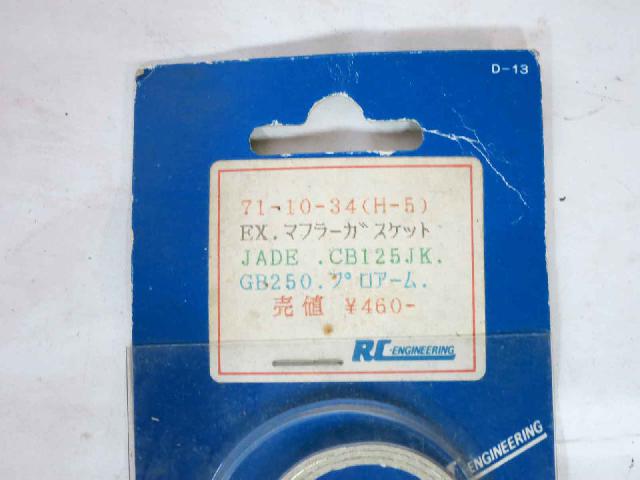 D-13
71-10-34(H-5)
EX.マフラーガスケット
JADE .CB125JK.
GB250.プロアーム.
売値 ¥460-
RC-ENGINEERING
-ENGINEERING